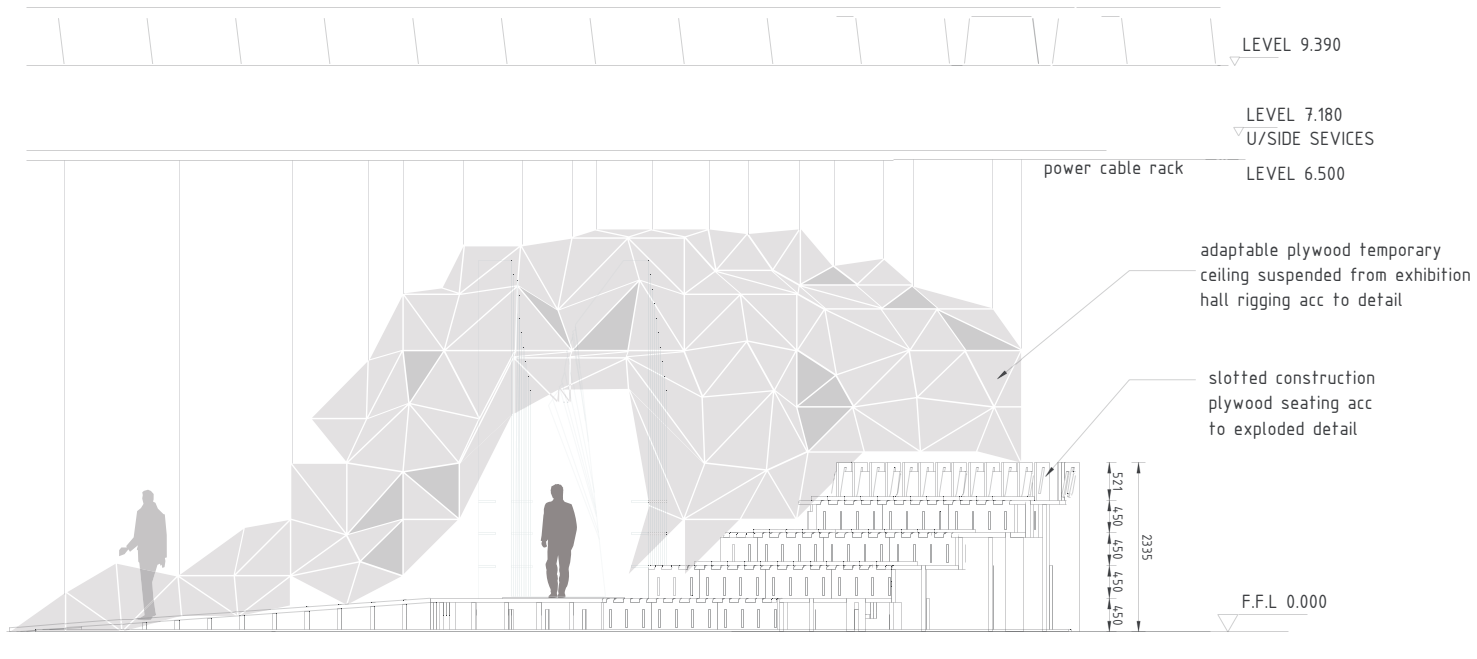 LEVEL 9.390
LEVEL 7.180
U/SIDE SEVICES
power cable rack
LEVEL 6.500
adaptable plywood temporary
ceiling suspended from exhibition
hall rigging acc to detail
slotted construction
plywood seating acc
to exploded detail
521
450
450
450
450
2335
F.F.L 0.000